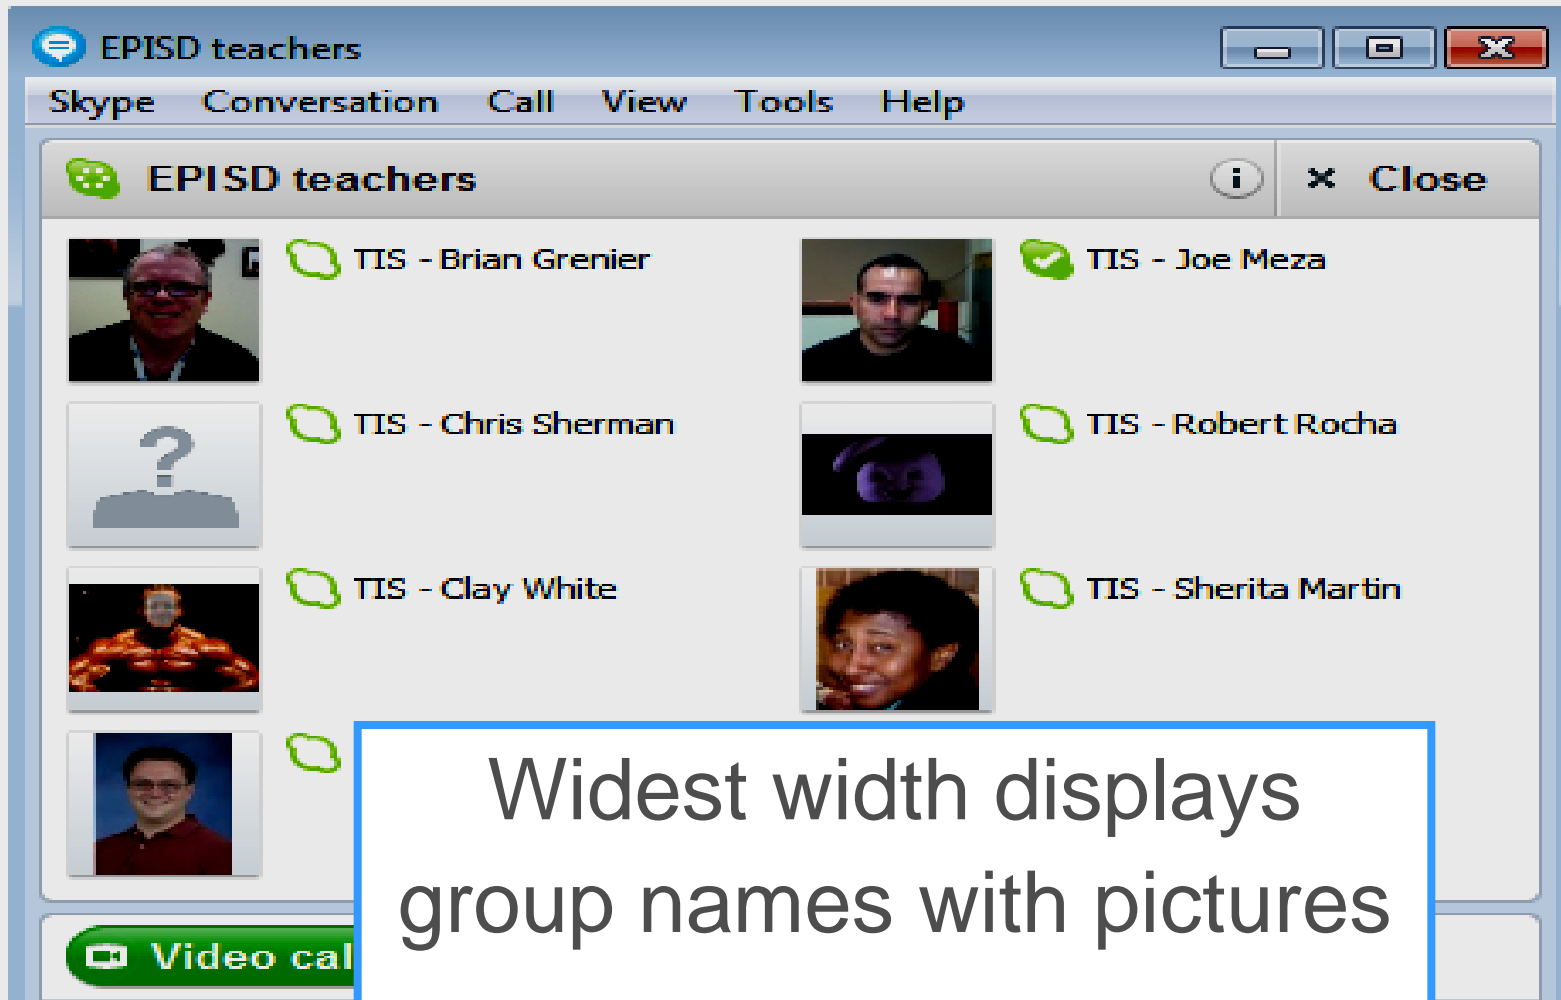 EPISD teachers
Skype Conversation Call View Tools Help
EPISD teachers
i × Close
TIS - Brian Grenier
TIS - Joe Meza
TIS - Chris Sherman
TIS - Robert Rocha
TIS - Clay White
TIS - Sherita Martin
Widest width displays
group names with pictures
Video cal